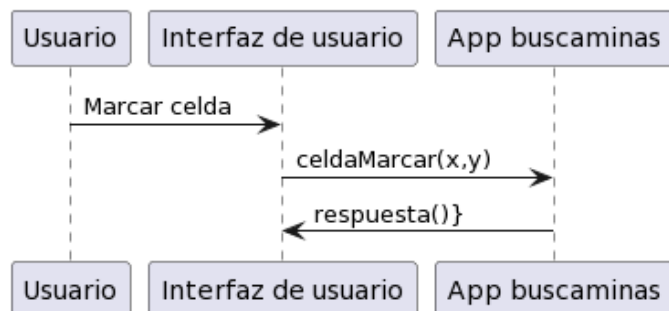 Usuario
Interfaz de usuario
App buscaminas
Marcar celda
celdaMarcar(x,y)
respuesta()}
Usuario
Interfaz de usuario
App buscaminas